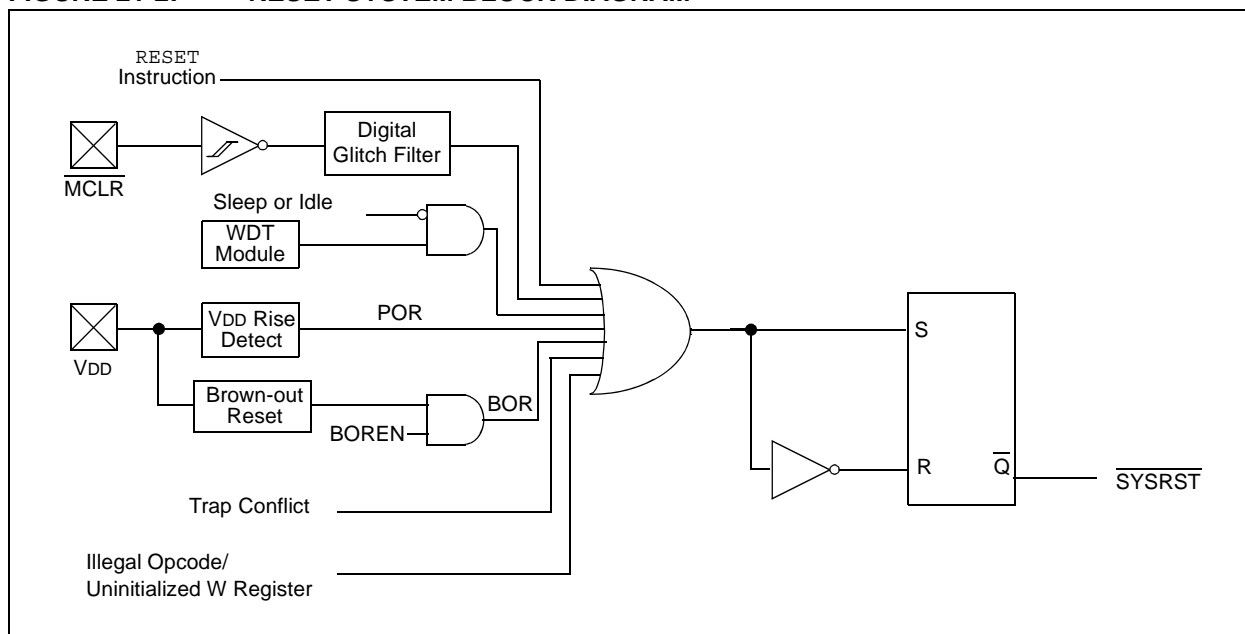 RESET
Instruction
Digital
Glitch Filter
MCLR
Sleep or Idle
WDT
Module
VDD Rise
Detect
POR
VDD
Brown-out
Reset
BOR
BOREN
Trap Conflict
Illegal Opcode/
Uninitialized W Register
S
R
Q
SYSRST